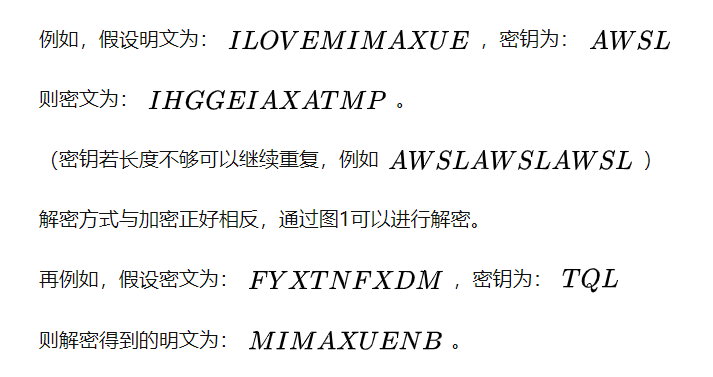 例如，假设明文为： ILOVEMIMAXUE ，密钥为： AWSL
则密文为： IHGGEIAXATMP 。
（密钥若长度不够可以继续重复，例如 AWSLAWSLAWSL ）
解密方式与加密正好相反，通过图1可以进行解密。
再例如，假设密文为： FYXTNFXDM ，密钥为： TQL
则解密得到的明文为： MIMAXUENB 。